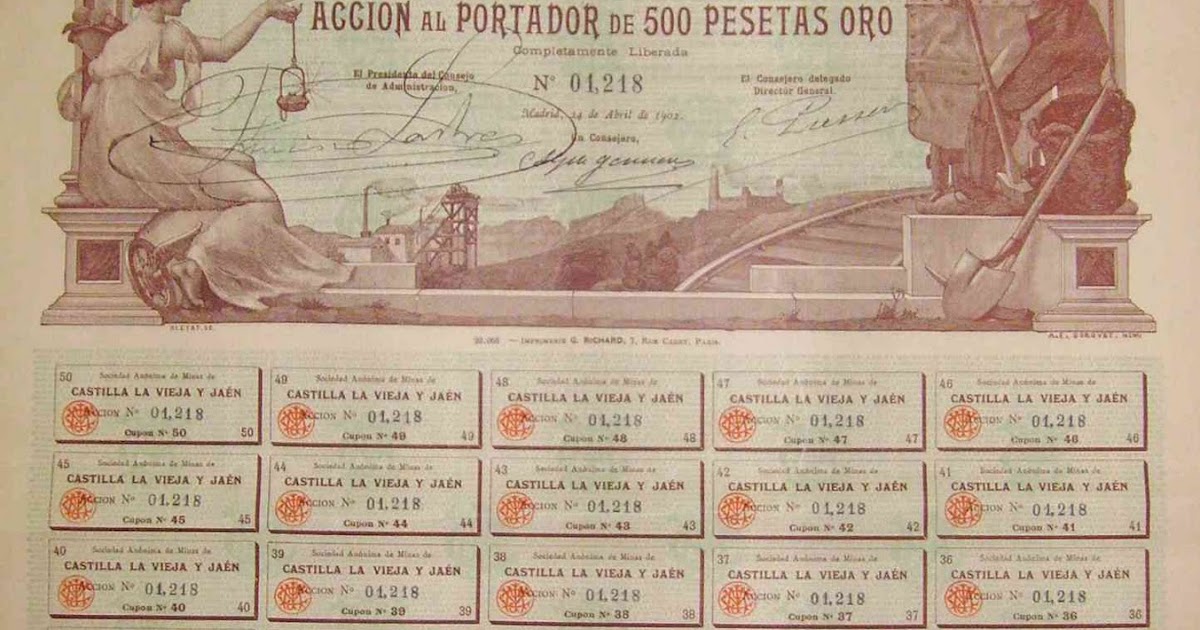 ACCION AL PORTADOR DE 500 PESETAS ORO
Completamente Liberada
El Presidente del Consejo
de Administracion,
Nº 01,218
El Consejero delegado
Director General.
Madrid, 14 de Abril de 1902.
Un Consejero,
— IMPRIMERIE G. RICHARD, 7, RUE CADET, PARIS.
50 Sociedad Anónima de Minas de
CASTILLA LA VIEJA Y JAÉN
ACCION Nº 01,218
Cupon Nº 50 50
49 Sociedad Anónima de Minas de
CASTILLA LA VIEJA Y JAÉN
ACCION Nº 01,218
Cupon Nº 49 49
48 Sociedad Anónima de Minas de
CASTILLA LA VIEJA Y JAÉN
ACCION Nº 01,218
Cupon Nº 48 48
47 Sociedad Anónima de Minas de
CASTILLA LA VIEJA Y JAÉN
ACCION Nº 01,218
Cupon Nº 47 47
46 Sociedad Anónima de Minas de
CASTILLA LA VIEJA Y JAÉN
ACCION Nº 01,218
Cupon Nº 46 46
45 Sociedad Anónima de Minas de
CASTILLA LA VIEJA Y JAÉN
ACCION Nº 01,218
Cupon Nº 45 45
44 Sociedad Anónima de Minas de
CASTILLA LA VIEJA Y JAÉN
ACCION Nº 01,218
Cupon Nº 44 44
43 Sociedad Anónima de Minas de
CASTILLA LA VIEJA Y JAÉN
ACCION Nº 01,218
Cupon Nº 43 43
42 Sociedad Anónima de Minas de
CASTILLA LA VIEJA Y JAÉN
ACCION Nº 01,218
Cupon Nº 42 42
41 Sociedad Anónima de Minas de
CASTILLA LA VIEJA Y JAÉN
ACCION Nº 01,218
Cupon Nº 41 41
40 Sociedad Anónima de Minas de
CASTILLA LA VIEJA Y JAÉN
ACCION Nº 01,218
Cupon Nº 40 40
39 Sociedad Anónima de Minas de
CASTILLA LA VIEJA Y JAÉN
ACCION Nº 01,218
Cupon Nº 39 39
38 Sociedad Anónima de Minas de
CASTILLA LA VIEJA Y JAÉN
ACCION Nº 01,218
Cupon Nº 38 38
37 Sociedad Anónima de Minas de
CASTILLA LA VIEJA Y JAÉN
ACCION Nº 01,218
Cupon Nº 37 37
36 Sociedad Anónima de Minas de
CASTILLA LA VIEJA Y JAÉN
ACCION Nº 01,218
Cupon Nº 36 36